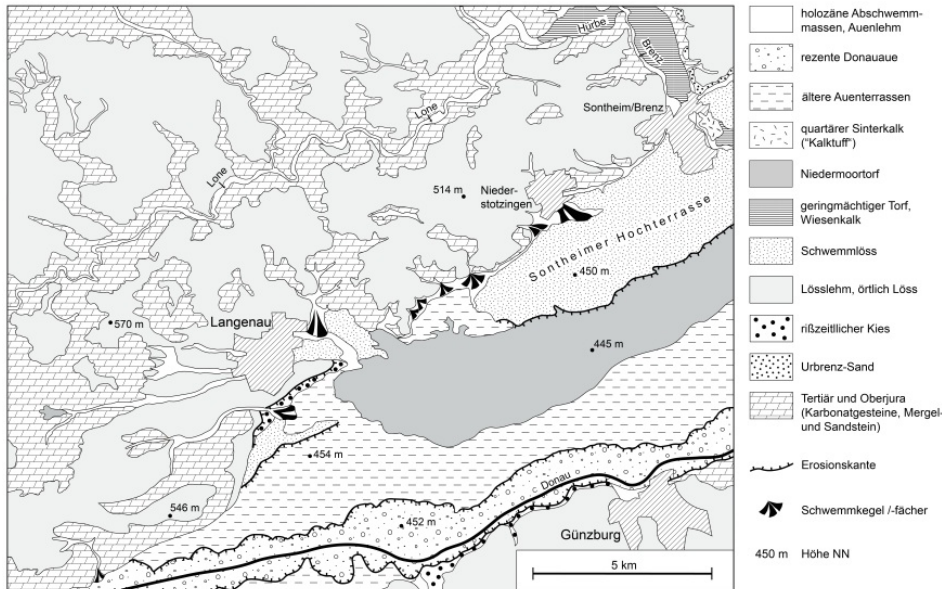 Hürbe
Brenz
Sontheim/Brenz
Lone
Lone
514 m
Nieder-
stotzingen
Sontheimer Hochterrasse
450 m
570 m
Langenau
445 m
454 m
546 m
452 m
Donau
Günzburg
5 km
holozäne Abschwemm-
massen, Auenlehm
rezente Donauaue
ältere Auenterrassen
quartärer Sinterkalk
("Kalktuff")
Niedermoortorf
geringmächtiger Torf,
Wiesenkalk
Schwemmlöss
Lösslehm, örtlich Löss
rißzeitlicher Kies
Urbrenz-Sand
Tertiär und Oberjura
(Karbonatgesteine, Mergel-
und Sandstein)
Erosionskante
Schwemmkegel /-fächer
450 m Höhe NN